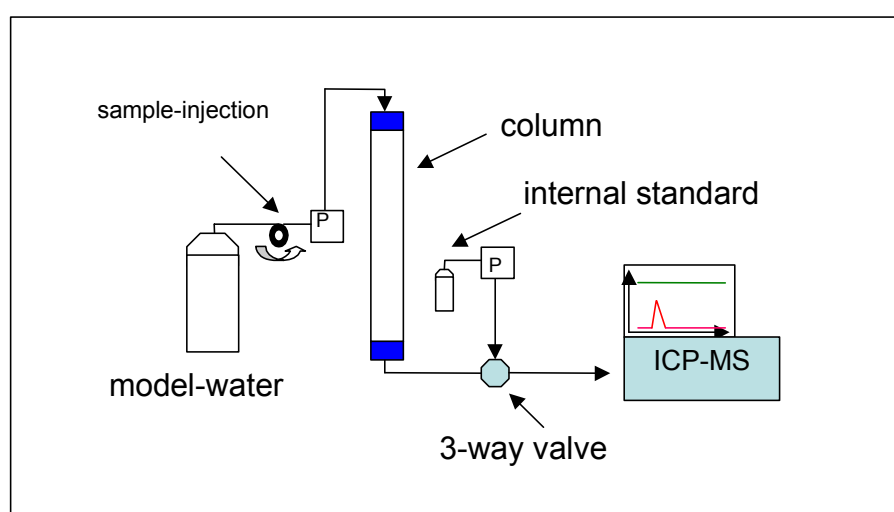 sample-injection
column
internal standard
P
P
ICP-MS
model-water
3-way valve